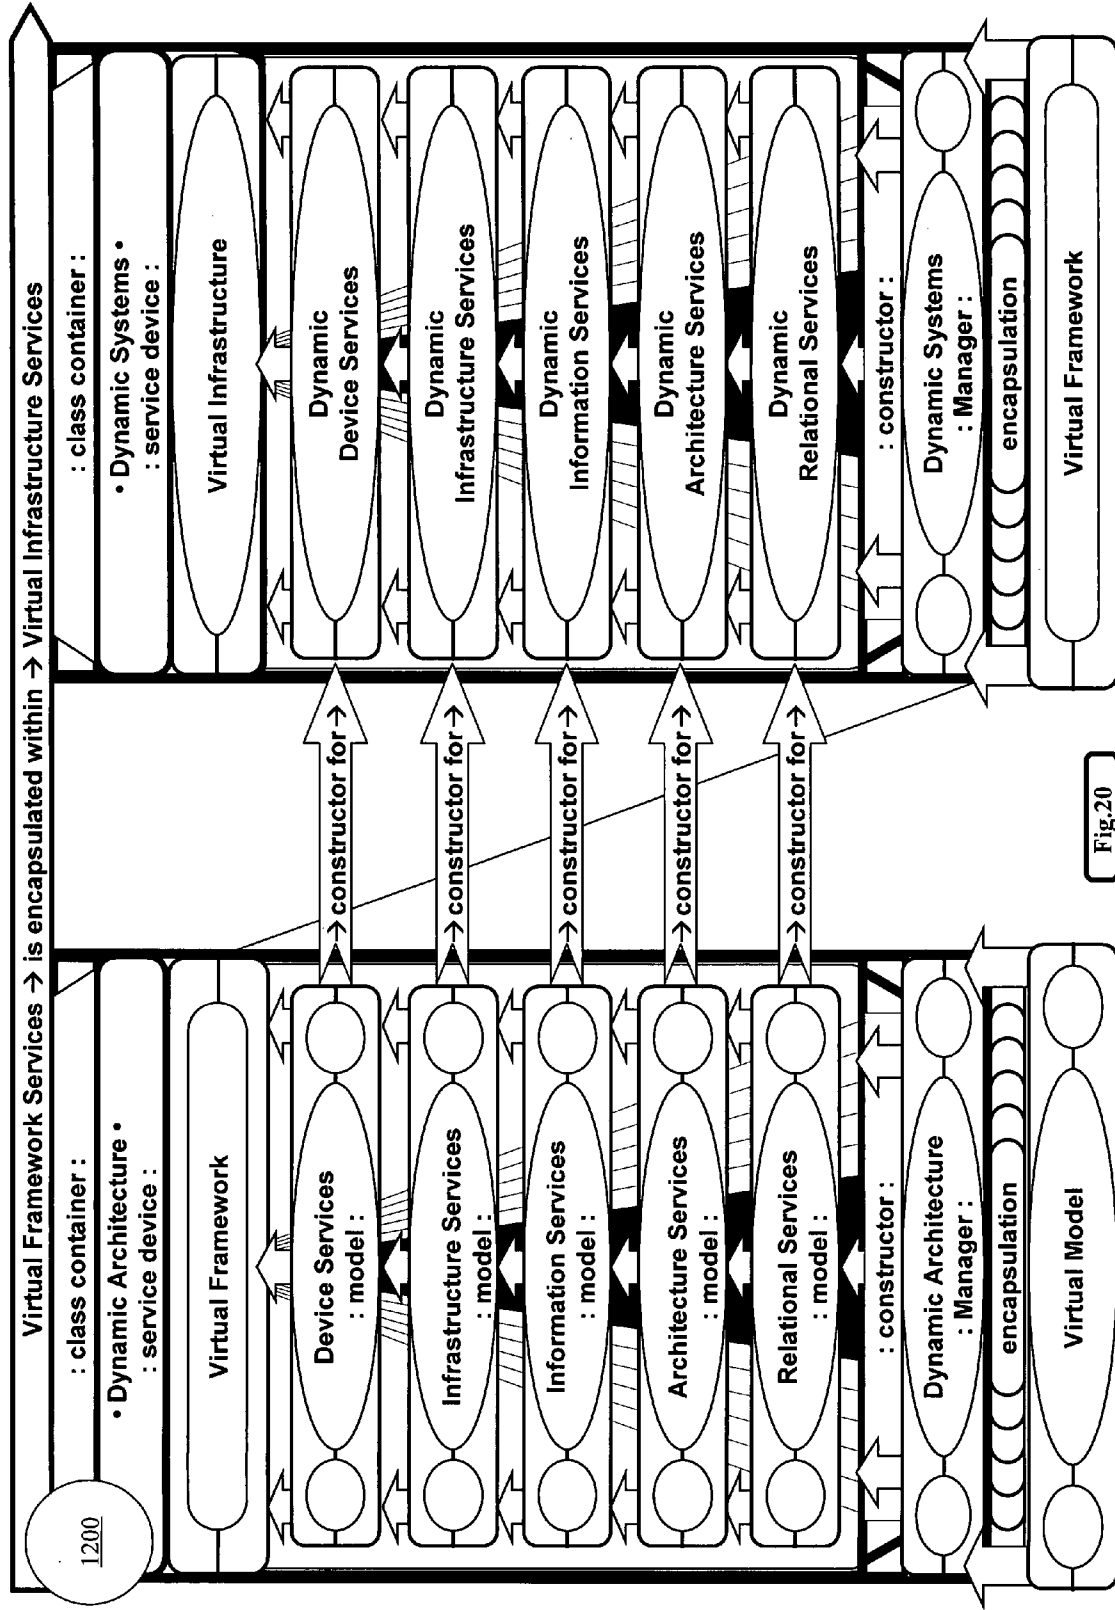 Virtual Framework Services → is encapsulated within → Virtual Infrastructure Services
1200
: class container :
• Dynamic Architecture •
: service device :
Virtual Framework
Device Services
: model :
Infrastructure Services
: model :
Information Services
: model :
Architecture Services
: model :
Relational Services
: model :
: constructor :
Dynamic Architecture
: Manager :
encapsulation
Virtual Model
→constructor for→
→constructor for→
→constructor for→
→constructor for→
→constructor for→
: class container :
• Dynamic Systems •
: service device :
Virtual Infrastructure
Dynamic
Device Services
Dynamic
Infrastructure Services
Dynamic
Information Services
Dynamic
Architecture Services
Dynamic
Relational Services
: constructor :
Dynamic Systems
: Manager :
encapsulation
Virtual Framework
Fig.20